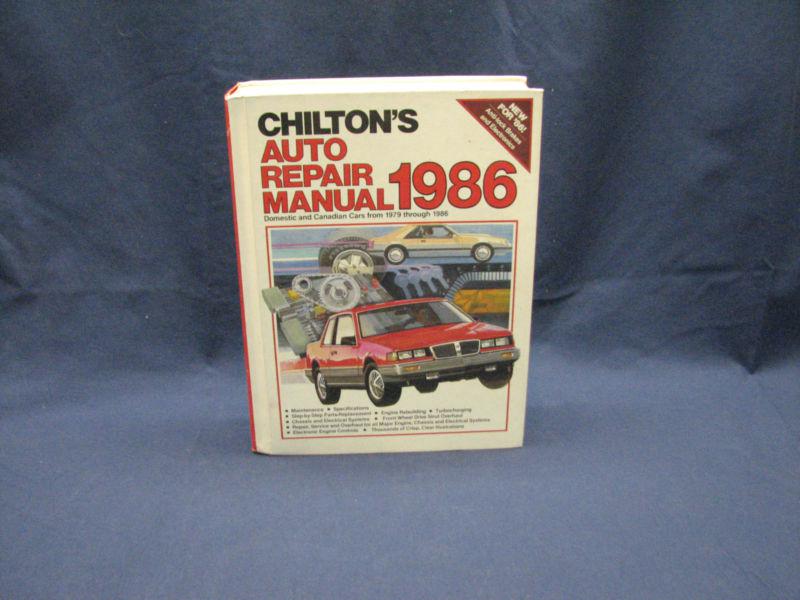 CHILTON'S
AUTO
REPAIR
MANUAL 1986
Domestic and Canadian Cars from 1979 through 1986
NEW
FOR '86!
Anti-lock Brakes
and Electronics
• Maintenance • Specifications • Engine Rebuilding • Turbocharging
• Step-by-Step Parts Replacement • Front Wheel Drive Strut Overhaul
• Chassis and Electrical Systems
• Repair, Service and Overhaul for all Major Engine, Chassis and Electrical Systems
• Electronic Engine Controls • Thousands of Crisp, Clear Illustrations